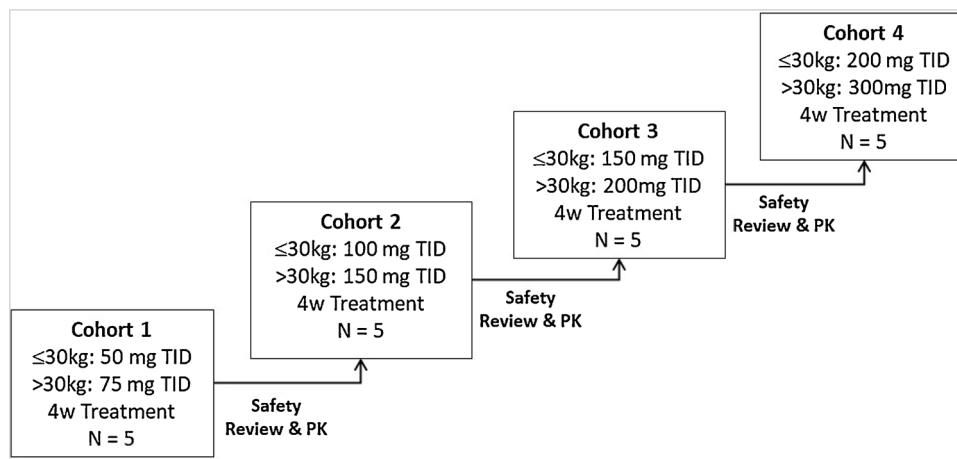 Cohort 1
≤30kg: 50 mg TID
>30kg: 75 mg TID
4w Treatment
N = 5
Safety
Review & PK
Cohort 2
≤30kg: 100 mg TID
>30kg: 150 mg TID
4w Treatment
N = 5
Safety
Review & PK
Cohort 3
≤30kg: 150 mg TID
>30kg: 200mg TID
4w Treatment
N = 5
Safety
Review & PK
Cohort 4
≤30kg: 200 mg TID
>30kg: 300mg TID
4w Treatment
N = 5